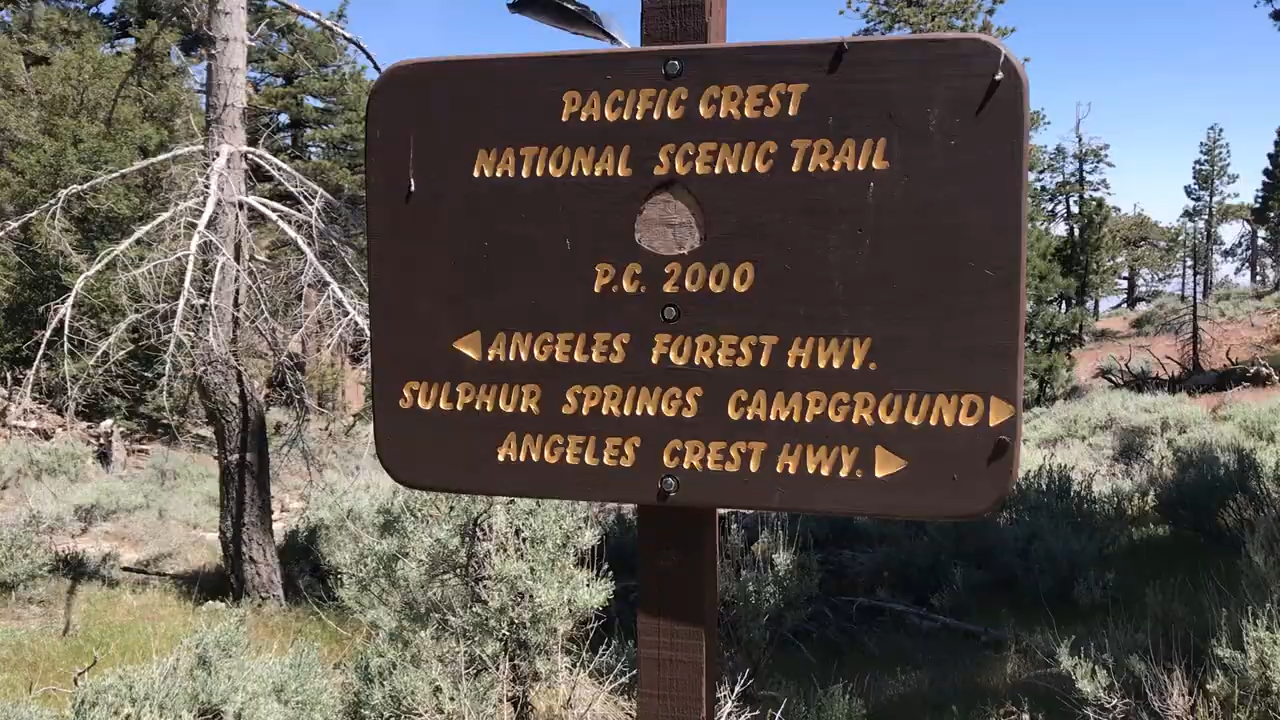 PACIFIC CREST
NATIONAL SCENIC TRAIL
P.C. 2000
ANGELES FOREST HWY.
SULPHUR SPRINGS CAMPGROUND
ANGELES CREST HWY.